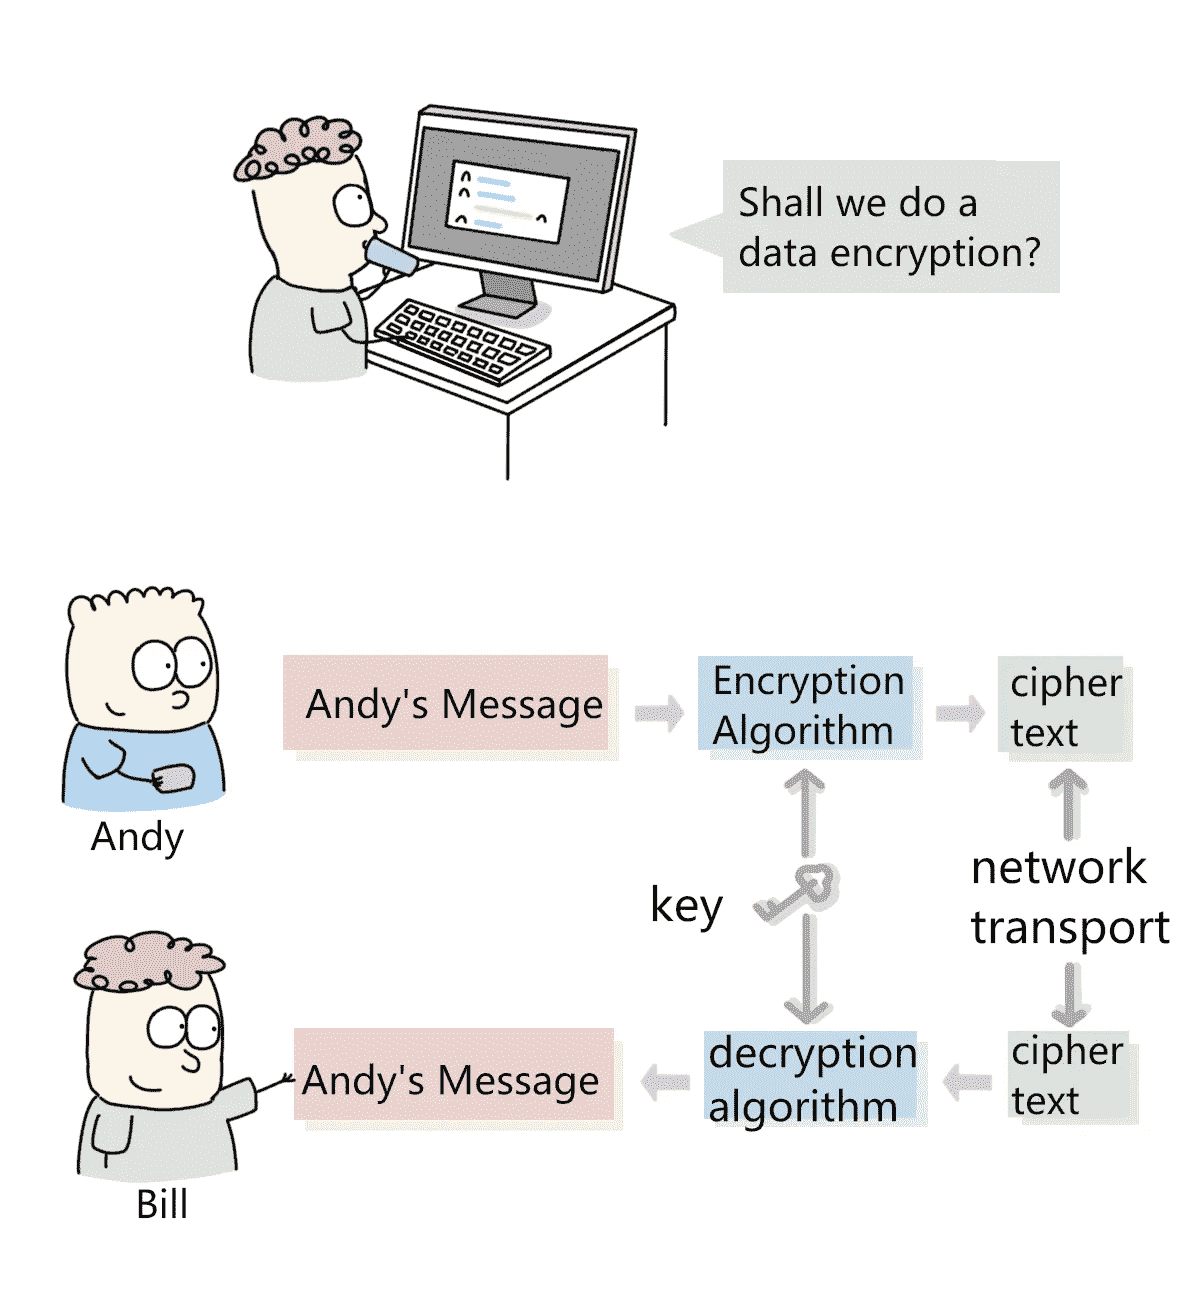 Shall we do a
data encryption?
Andy's Message
Encryption
Algorithm
cipher
text
Andy
key
network
transport
Andy's Message
decryption
algorithm
cipher
text
Bill